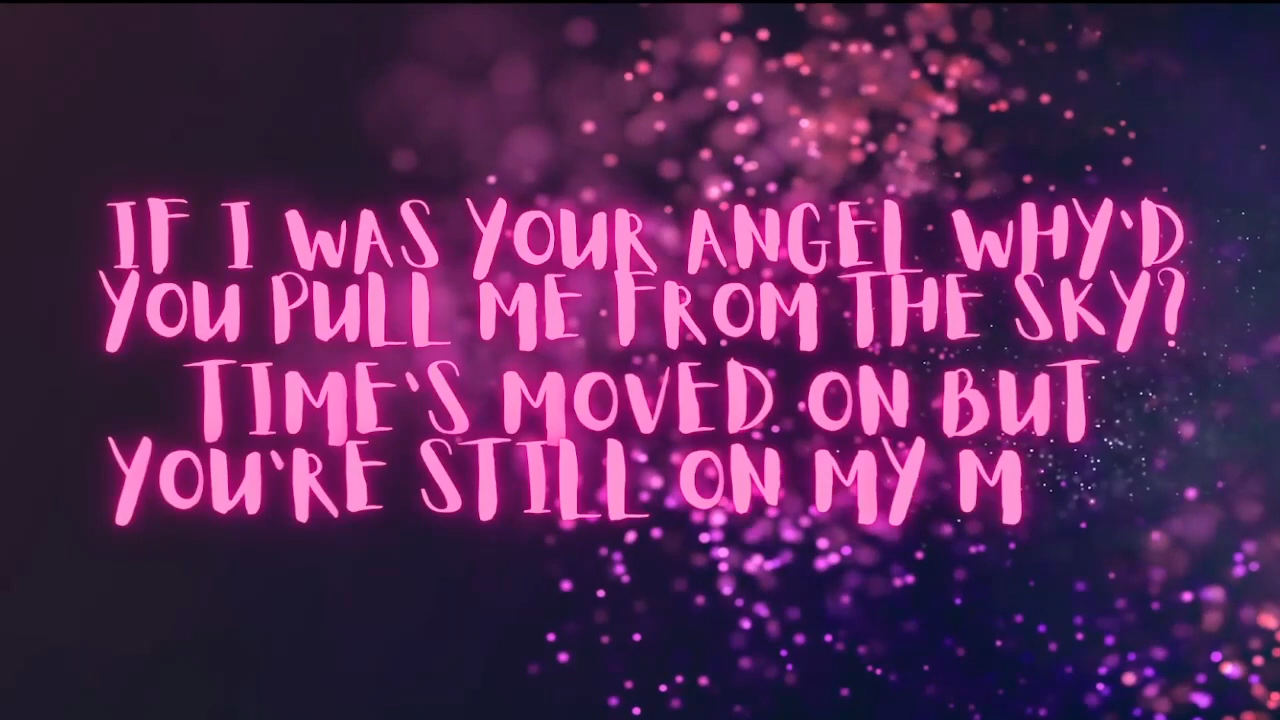 IF I WAS YOUR ANGEL WHY'D
YOU PULL ME FROM THE SKY?
TIME'S MOVED ON BUT
YOU'RE STILL ON MY M